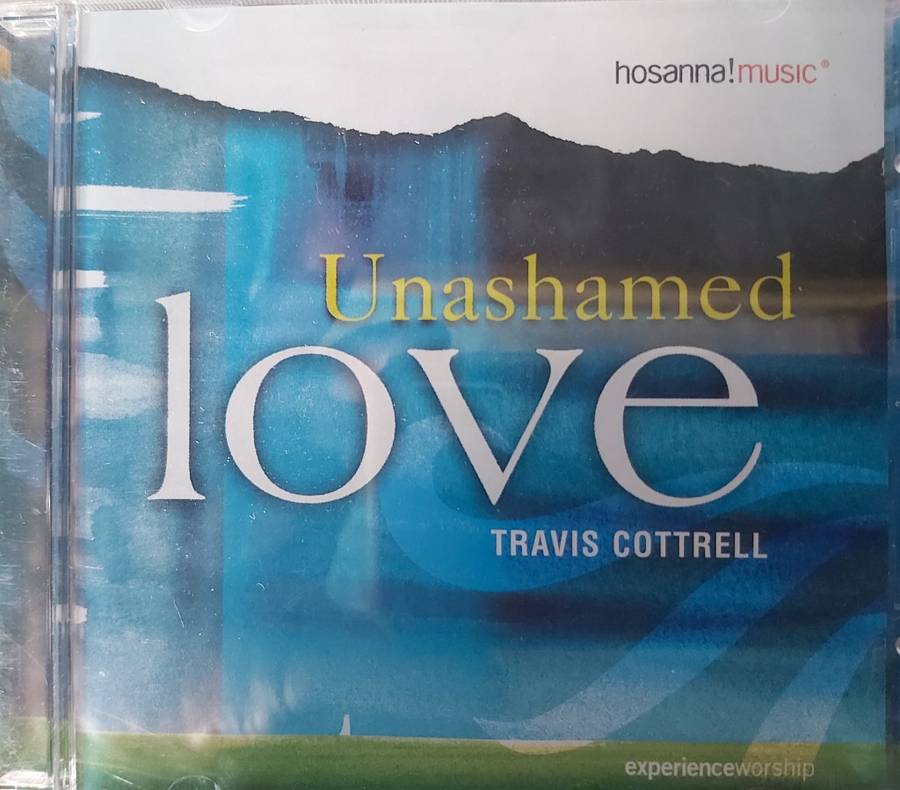 hosanna!music®
Unashamed
love
TRAVIS COTTRELL
experienceworship